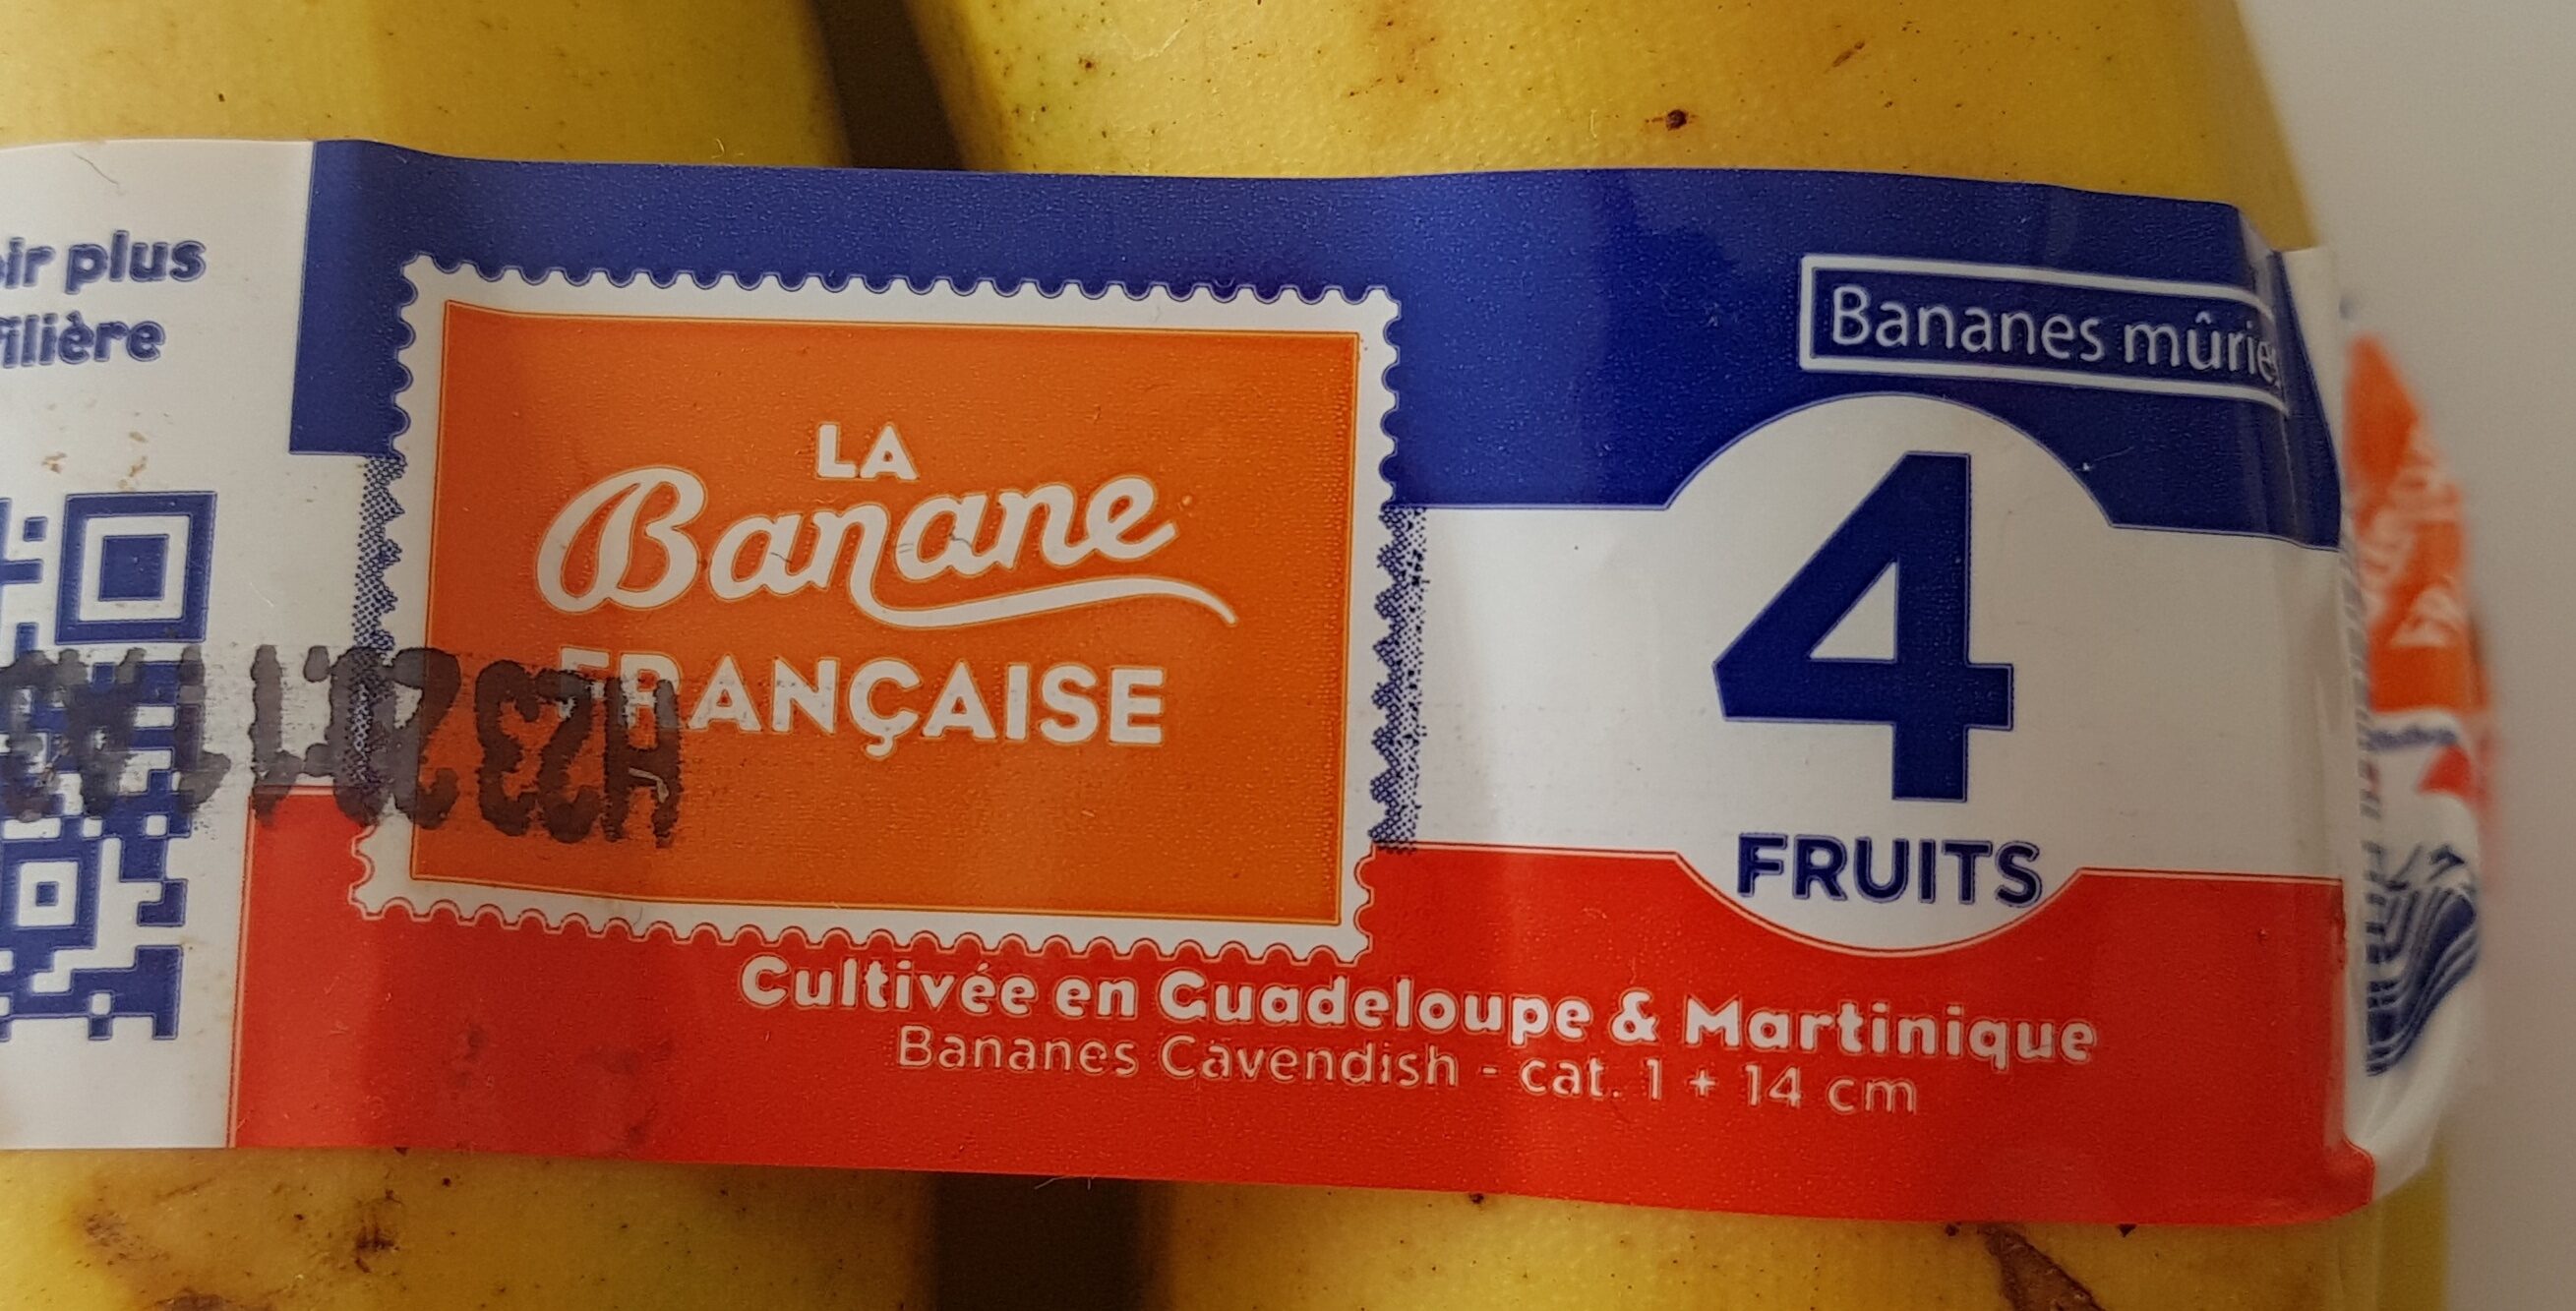 ir plus
filière
LA
Banane
FRANÇAISE
Bananes mûries
4
FRUITS
Cultivée en Guadeloupe & Martinique
Bananes Cavendish - cat. 1 + 14 cm